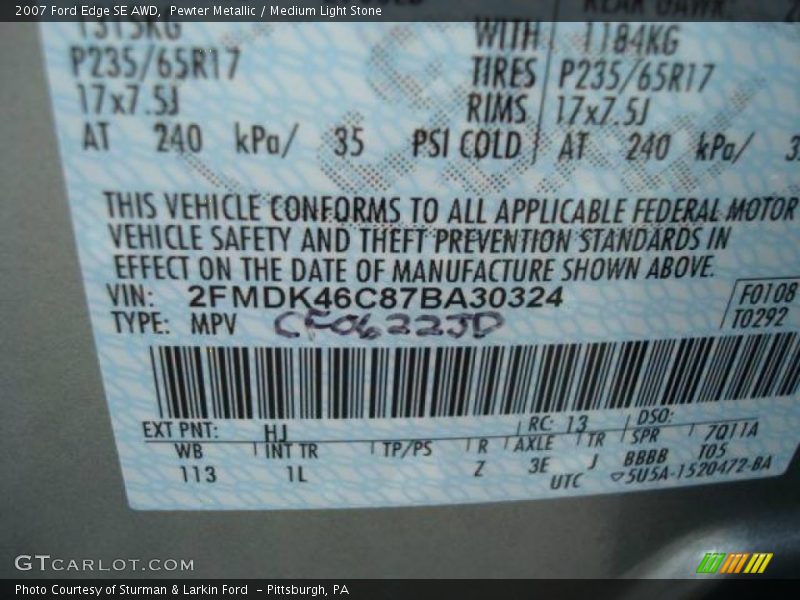 2007 Ford Edge SE AWD, Pewter Metallic / Medium Light Stone
1315KG WITH 1184KG
P235/65R17 TIRES P235/65R17
17x7.5J RIMS 17x7.5J
AT 240 kPa/ 35 PSI COLD AT 240 kPa/
THIS VEHICLE CONFORMS TO ALL APPLICABLE FEDERAL MOTOR
VEHICLE SAFETY AND THEFT PREVENTION STANDARDS IN
EFFECT ON THE DATE OF MANUFACTURE SHOWN ABOVE.
VIN: 2FMDK46C87BA30324 F0108
TYPE: MPV T0292
EXT PNT: HJ RC: 13 DSO:
WB INT TR TP/PS R AXLE TR SPR 7Q11A
113 1L Z 3E J BBBB T05
UTC ▽5U5A-1520472-BA
GTCARLOT.COM
Photo Courtesy of Sturman & Larkin Ford - Pittsburgh, PA